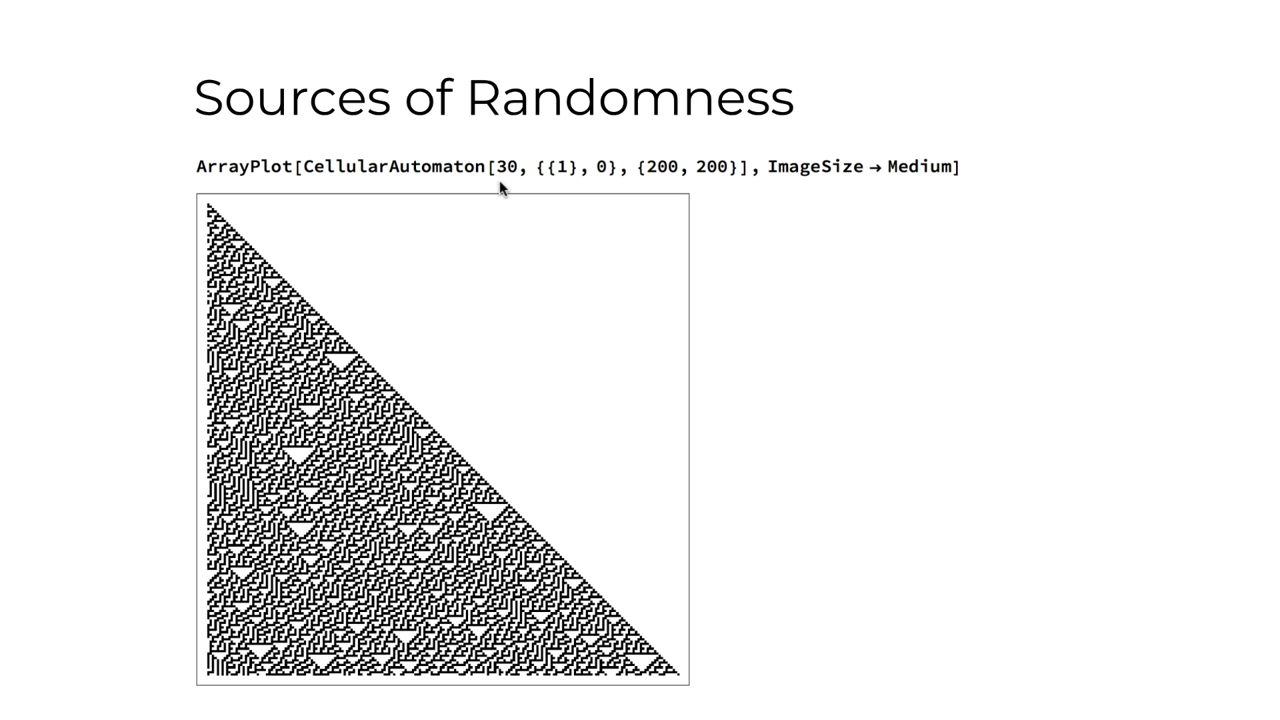 Sources of Randomness
ArrayPlot[CellularAutomaton[30, {{1}, 0}, {200, 200}], ImageSize → Medium]